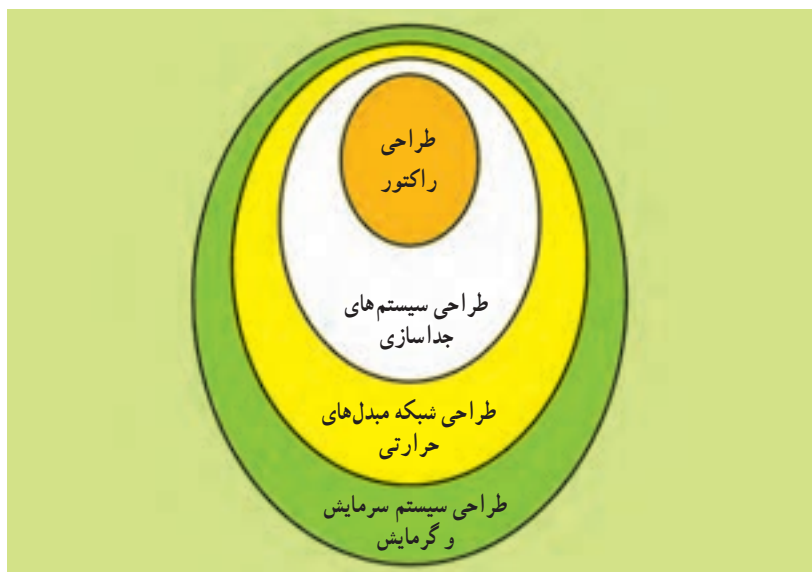 طراحی
راکتور
طراحی سیستم‌های
جداسازی
طراحی شبکه مبدل‌های
حرارتی
طراحی سیستم سرمایش
و گرمایش